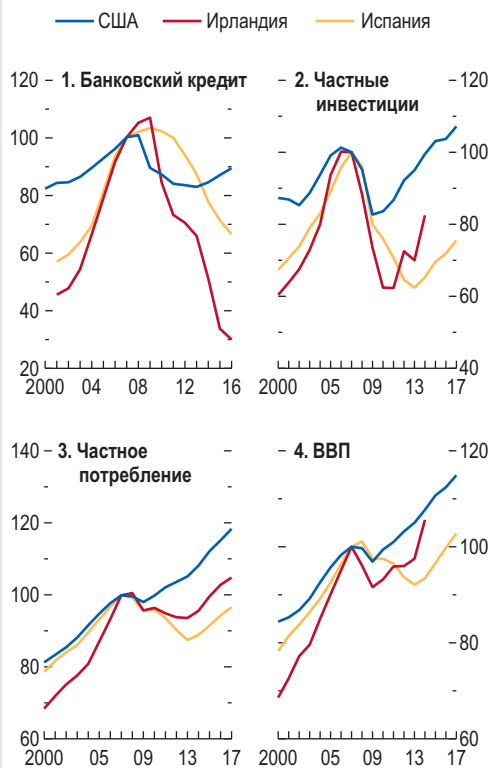 США Ирландия Испания
1. Банковский кредит
120
100
80
60
40
20
2000 04 08 12 16
2. Частные
инвестиции
120
100
80
60
40
2000 05 09 13 17
3. Частное
потребление
140
120
100
80
60
2000 05 09 13 17
4. ВВП
120
100
80
60
2000 05 09 13 17